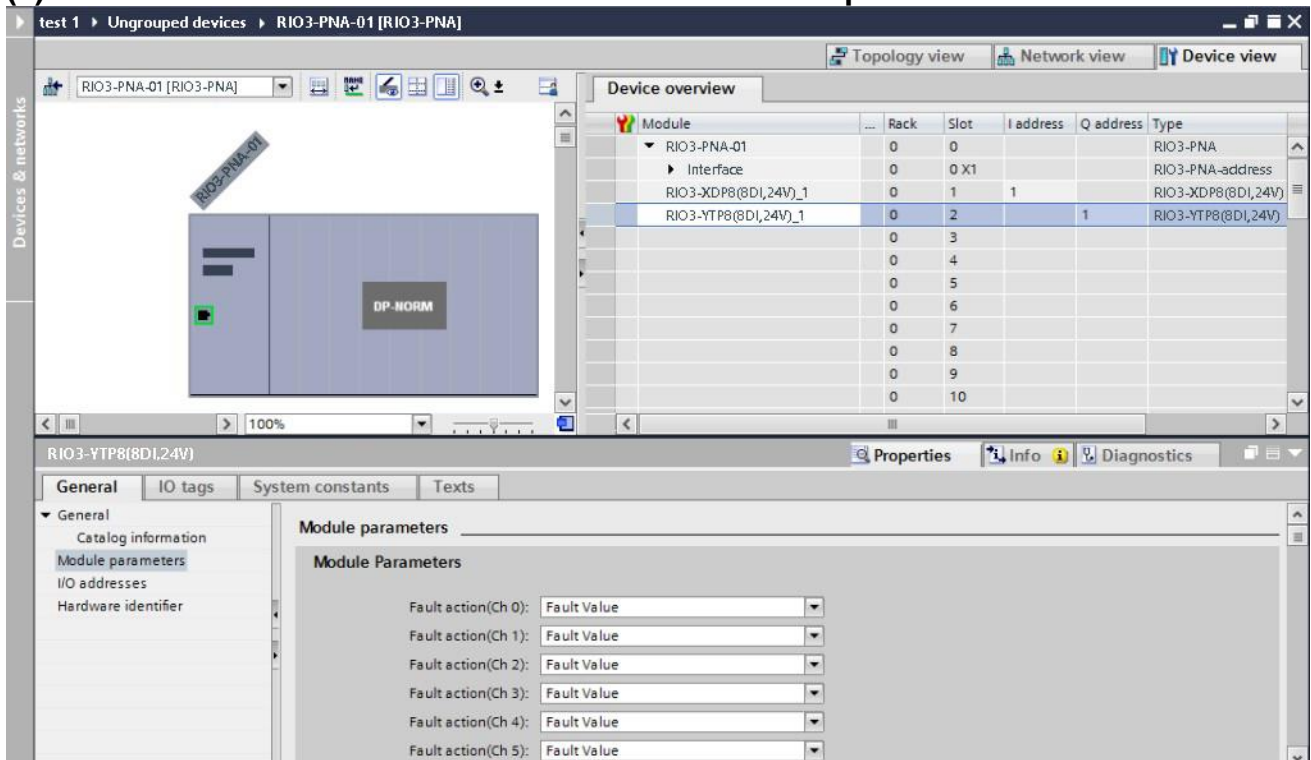 test 1 ▸ Ungrouped devices ▸ RIO3-PNA-01 [RIO3-PNA]
Topology view Network view Device view
RIO3-PNA-01 [RIO3-PNA]
Devices & networks
RIO3-PNA-01
DP-NORM
100%
Device overview
Module ... Rack Slot I address Q address Type
RIO3-PNA-01 0 0 RIO3-PNA
Interface 0 0 X1 RIO3-PNA-address
RIO3-XDP8(8DI,24V)_1 0 1 1 RIO3-XDP8(8DI,24V)
RIO3-YTP8(8DI,24V)_1 0 2 1 RIO3-YTP8(8DI,24V)
0 3
0 4
0 5
0 6
0 7
0 8
0 9
0 10
RIO3-YTP8(8DI,24V)
Properties Info Diagnostics
General IO tags System constants Texts
General
Catalog information
Module parameters
I/O addresses
Hardware identifier
Module parameters
Module Parameters
Fault action(Ch 0): Fault Value
Fault action(Ch 1): Fault Value
Fault action(Ch 2): Fault Value
Fault action(Ch 3): Fault Value
Fault action(Ch 4): Fault Value
Fault action(Ch 5): Fault Value